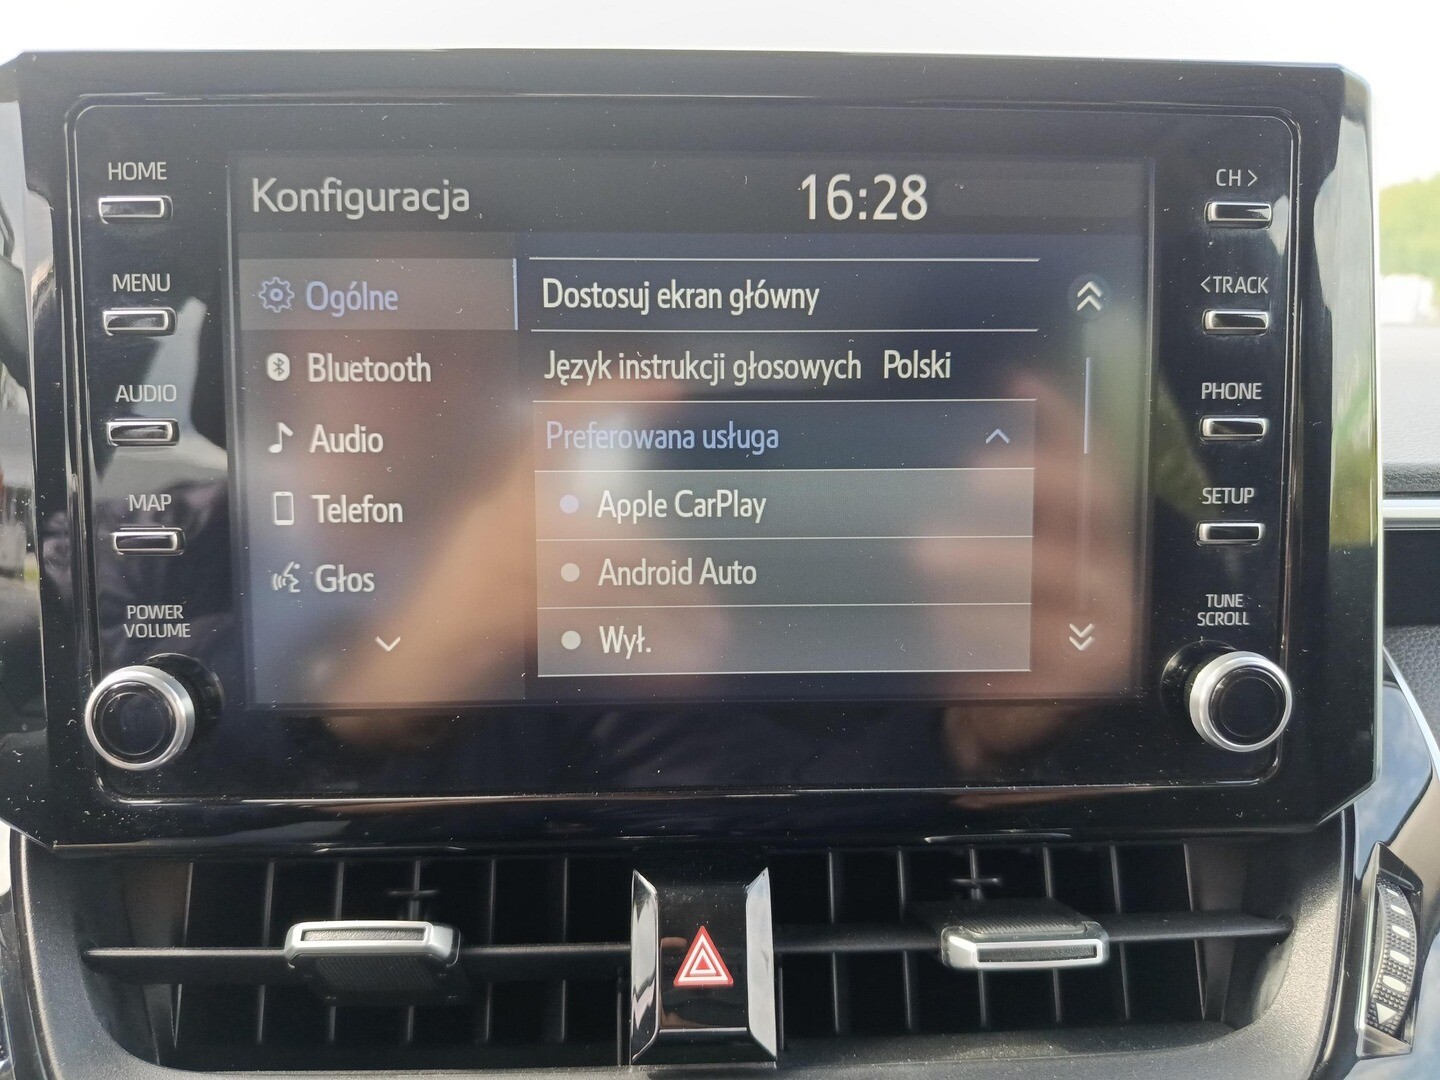 HOME
MENU
AUDIO
MAP
POWER
VOLUME
Konfiguracja
16:28
Ogólne
Bluetooth
Audio
Telefon
Głos
Dostosuj ekran główny
Język instrukcji głosowych Polski
Preferowana usługa
Apple CarPlay
Android Auto
Wył.
CH>
<TRACK
PHONE
SETUP
TUNE
SCROLL